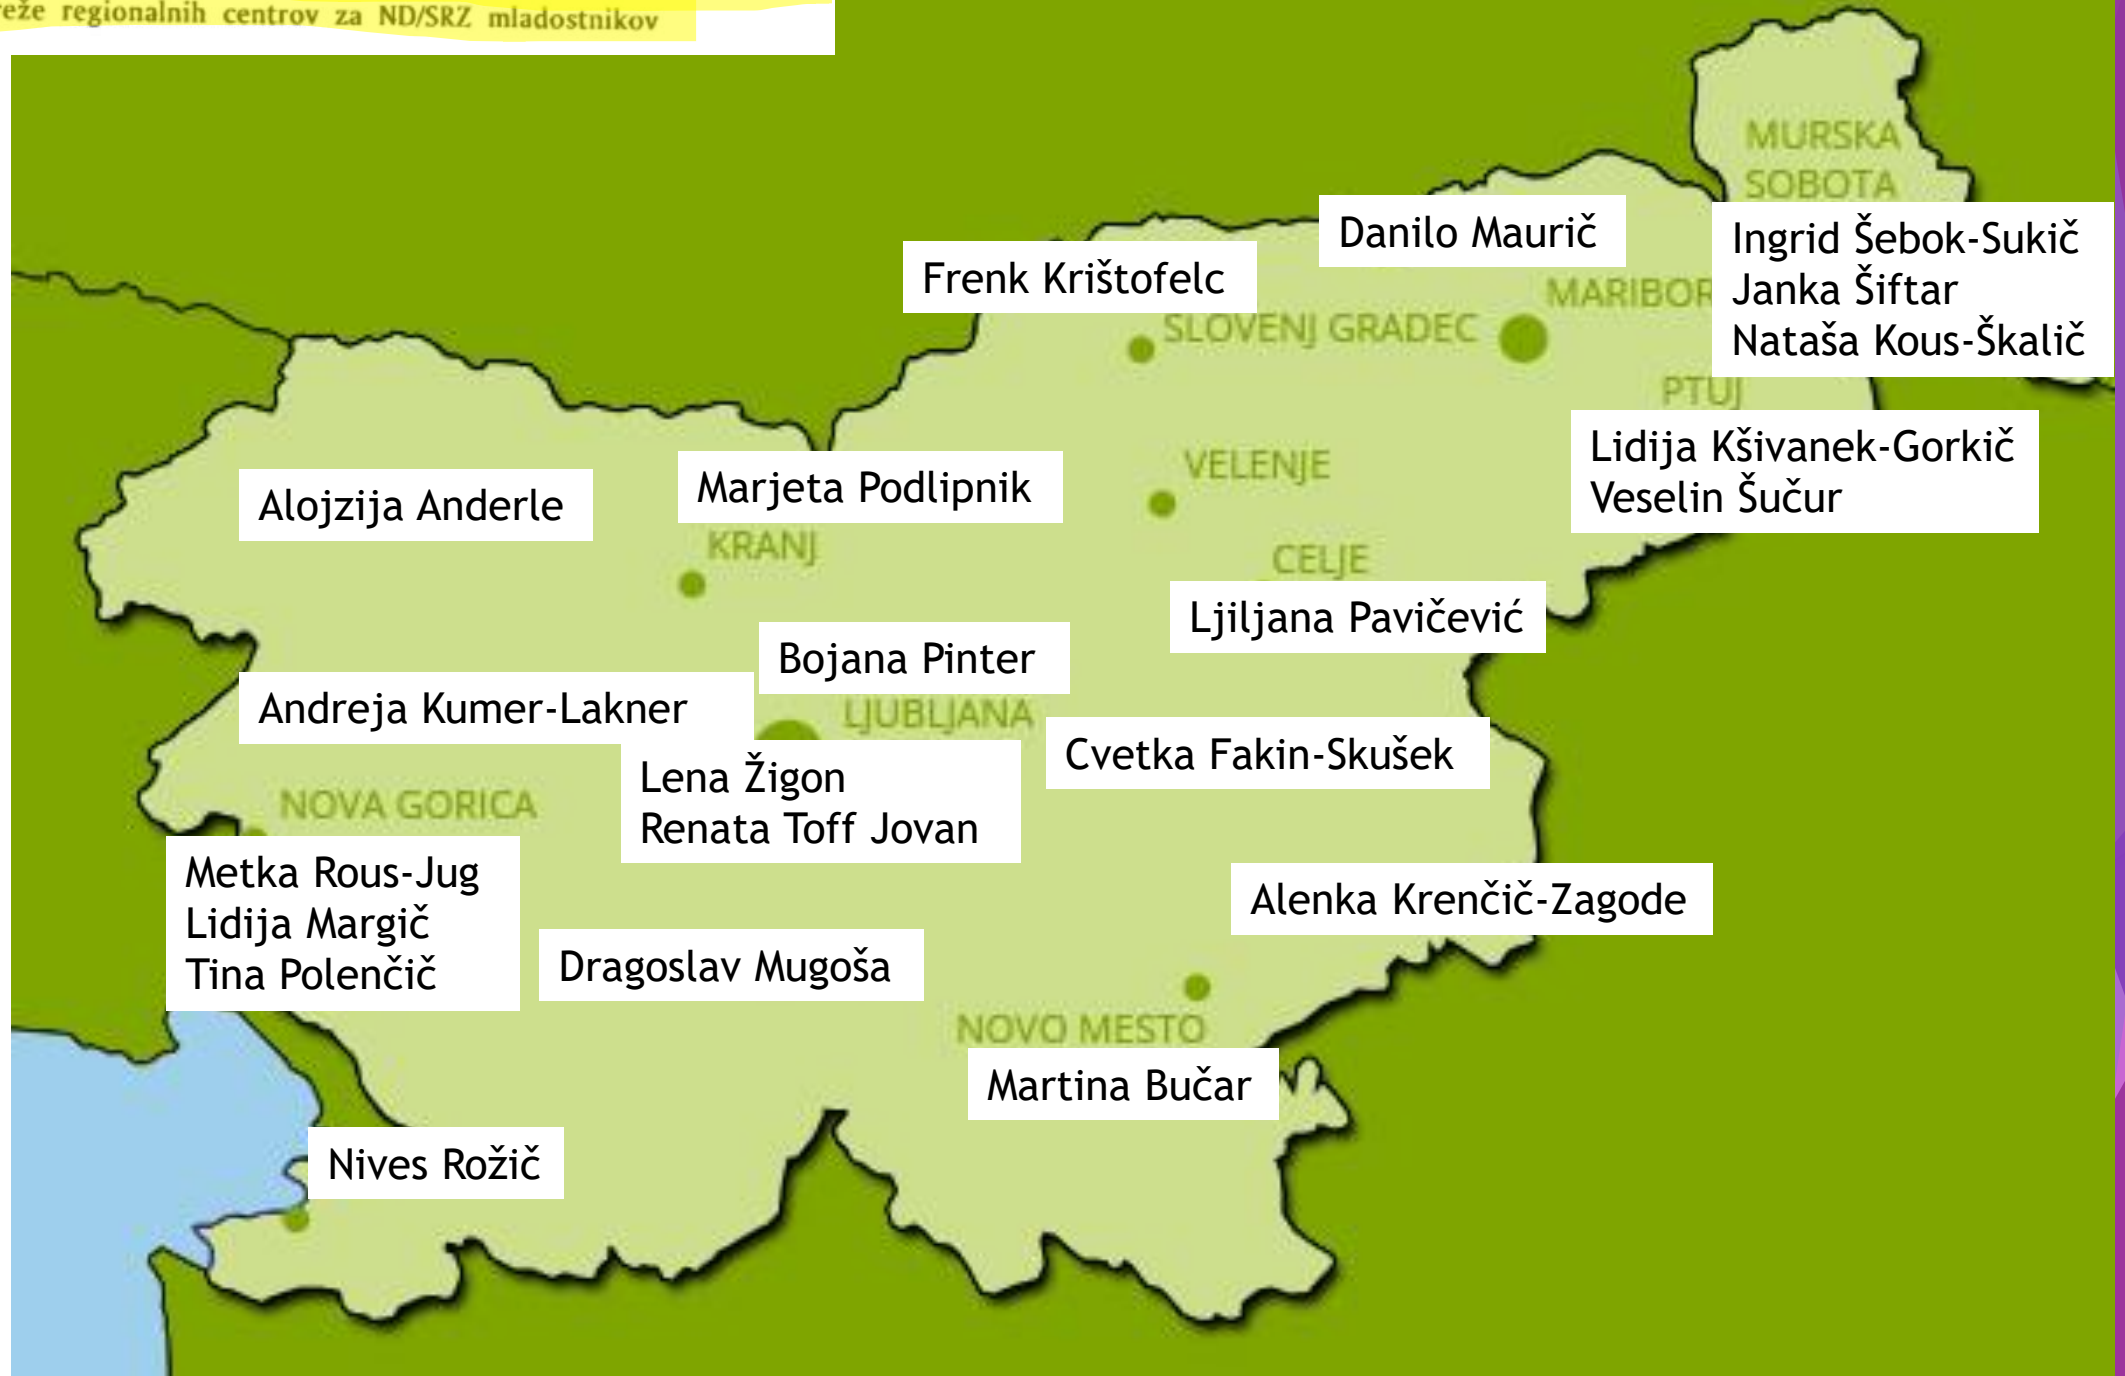 regionalnih centrov za ND/SRZ mladostnikov
MURSKA
SOBOTA
Danilo Maurič
Ingrid Šebok-Sukič
Janka Šiftar
Nataša Kous-Škalič
Frenk Krištofelc
MARIBOR
SLOVENJ GRADEC
PTUJ
Lidija Kšivanek-Gorkič
Veselin Šučur
Alojzija Anderle
Marjeta Podlipnik
VELENJE
KRANJ
CELJE
Ljiljana Pavičević
Bojana Pinter
Andreja Kumer-Lakner
LJUBLJANA
Cvetka Fakin-Skušek
Lena Žigon
Renata Toff Jovan
NOVA GORICA
Metka Rous-Jug
Lidija Margič
Tina Polenčič
Alenka Krenčič-Zagode
Dragoslav Mugoša
NOVO MESTO
Martina Bučar
Nives Rožič